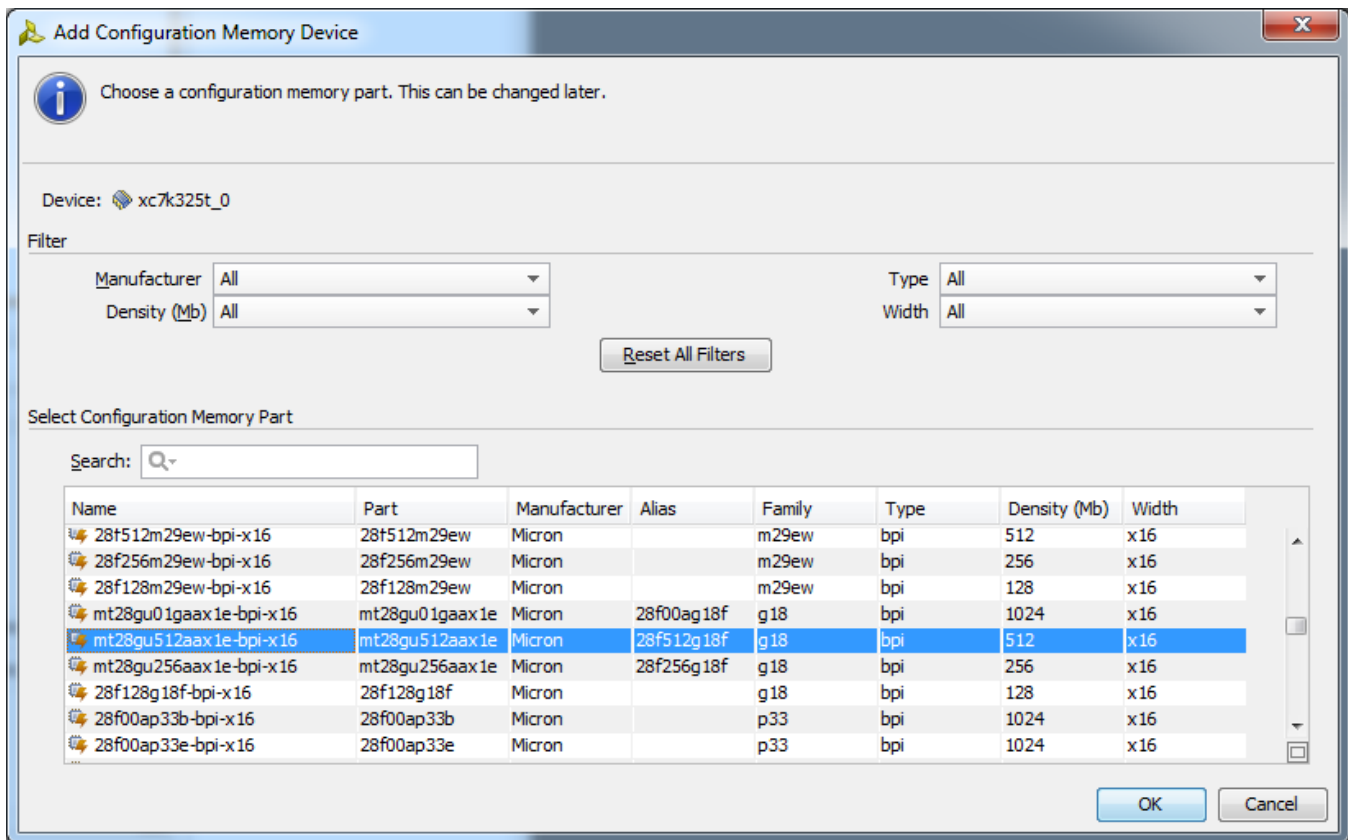 Add Configuration Memory Device
Choose a configuration memory part. This can be changed later.
Device: xc7k325t_0
Filter
Manufacturer All Type All
Density (Mb) All Width All
Reset All Filters
Select Configuration Memory Part
Search:
Name Part Manufacturer Alias Family Type Density (Mb) Width
28f512m29ew-bpi-x16 28f512m29ew Micron m29ew bpi 512 x16
28f256m29ew-bpi-x16 28f256m29ew Micron m29ew bpi 256 x16
28f128m29ew-bpi-x16 28f128m29ew Micron m29ew bpi 128 x16
mt28gu01gaax1e-bpi-x16 mt28gu01gaax1e Micron 28f00ag18f g18 bpi 1024 x16
mt28gu512aax1e-bpi-x16 mt28gu512aax1e Micron 28f512g18f g18 bpi 512 x16
mt28gu256aax1e-bpi-x16 mt28gu256aax1e Micron 28f256g18f g18 bpi 256 x16
28f128g18f-bpi-x16 28f128g18f Micron g18 bpi 128 x16
28f00ap33b-bpi-x16 28f00ap33b Micron p33 bpi 1024 x16
28f00ap33e-bpi-x16 28f00ap33e Micron p33 bpi 1024 x16
OK Cancel